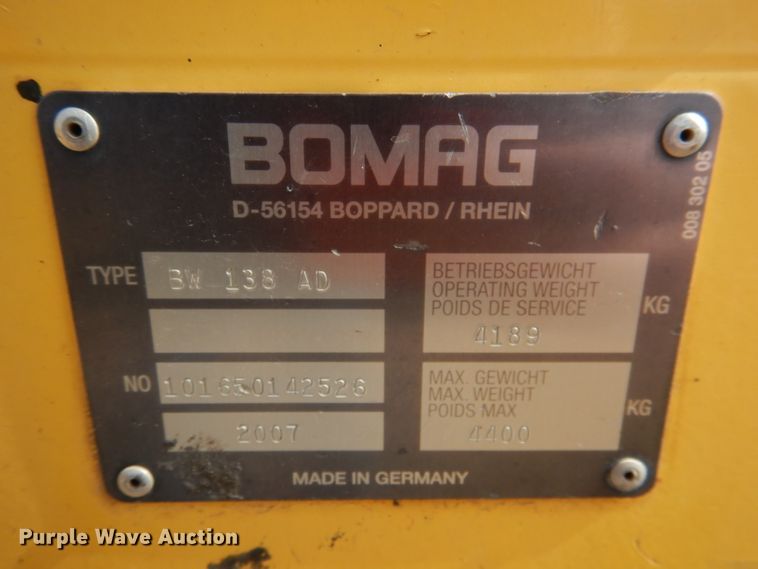 BOMAG
D-56154 BOPPARD / RHEIN
008 302 05
TYPE BW 138 AD
BETRIEBSGEWICHT
OPERATING WEIGHT
POIDS DE SERVICE
4189 KG
NO 101650142526
2007
MAX. GEWICHT
MAX. WEIGHT
POIDS MAX
4400 KG
MADE IN GERMANY
Purple Wave Auction